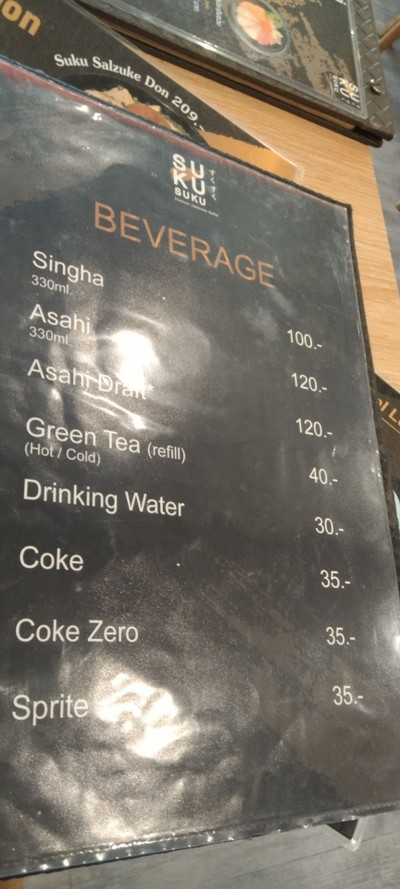 on
Suku Salzuke Don 209.-
SU
KU
SUKU
BEVERAGE
Singha 100.-
330ml.
Asahi 120.-
330ml.
Asahi Draft* 120.-
Green Tea (refill) 40.-
(Hot / Cold)
Drinking Water 30.-
Coke 35.-
Coke Zero 35.-
Sprite 35.-